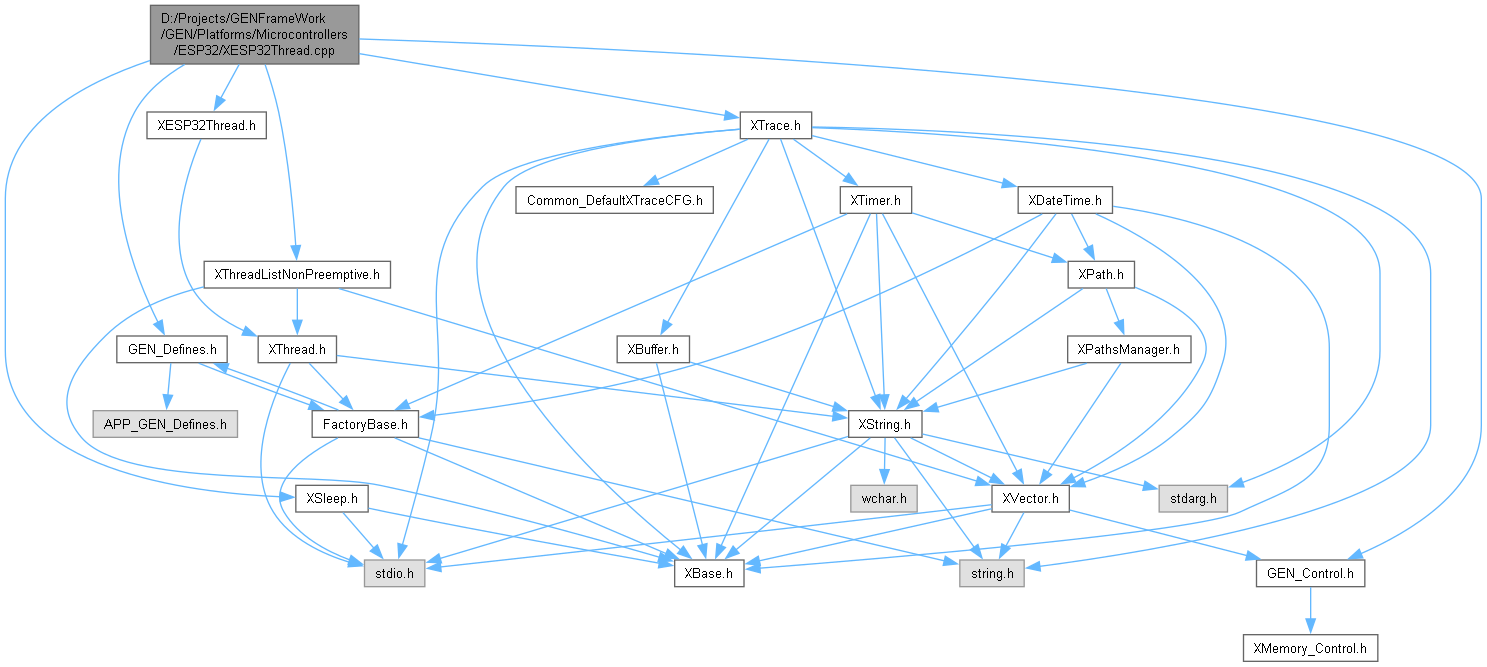 D:/Projects/GENFrameWork
/GEN/Platforms/Microcontrollers
/ESP32/XESP32Thread.cpp
XESP32Thread.h
XTrace.h
Common_DefaultXTraceCFG.h
XTimer.h
XDateTime.h
XThreadListNonPreemptive.h
XPath.h
GEN_Defines.h
XThread.h
XBuffer.h
XPathsManager.h
APP_GEN_Defines.h
FactoryBase.h
XString.h
XSleep.h
wchar.h
XVector.h
stdarg.h
stdio.h
XBase.h
string.h
GEN_Control.h
XMemory_Control.h